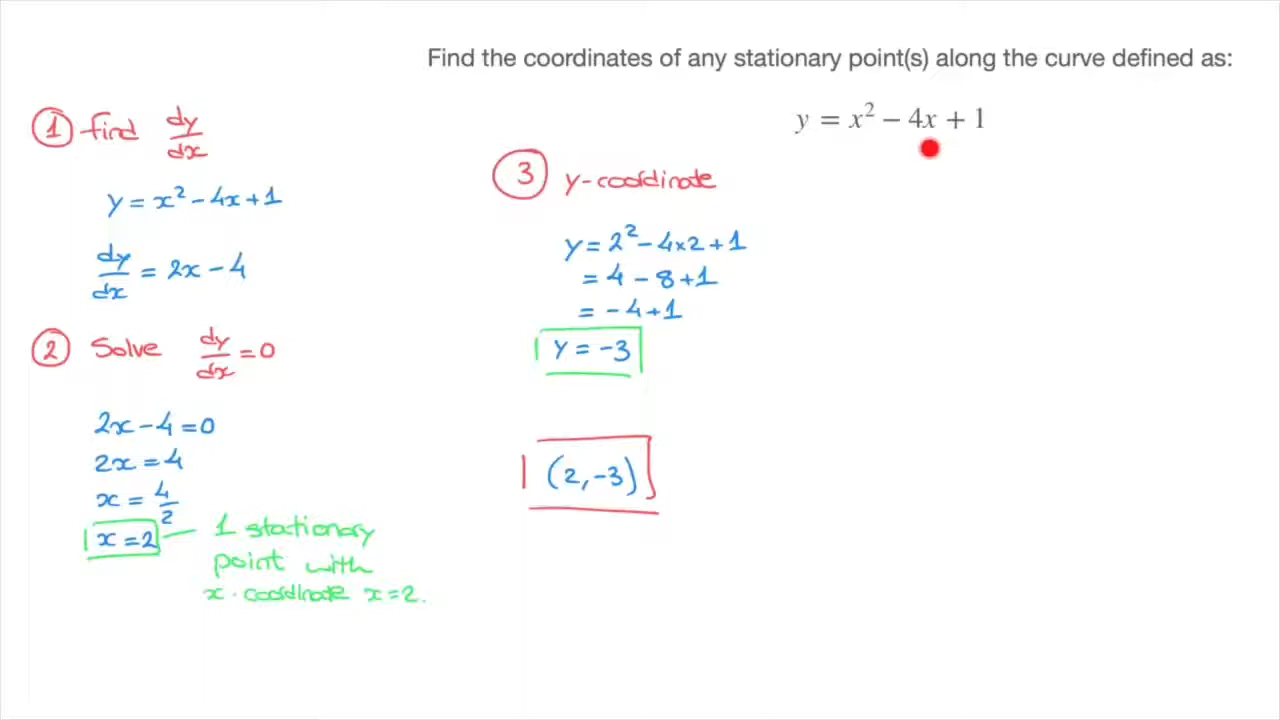 Find the coordinates of any stationary point(s) along the curve defined as:
y = x² − 4x + 1
① find dy/dx
y = x² − 4x + 1
dy/dx = 2x − 4
② Solve dy/dx = 0
2x − 4 = 0
2x = 4
x = 4/2
x = 2
1 stationary
point with
x-coordinate x = 2.
③ y-coordinate
y = 2² − 4×2 + 1
= 4 − 8 + 1
= −4 + 1
y = −3
(2, −3)